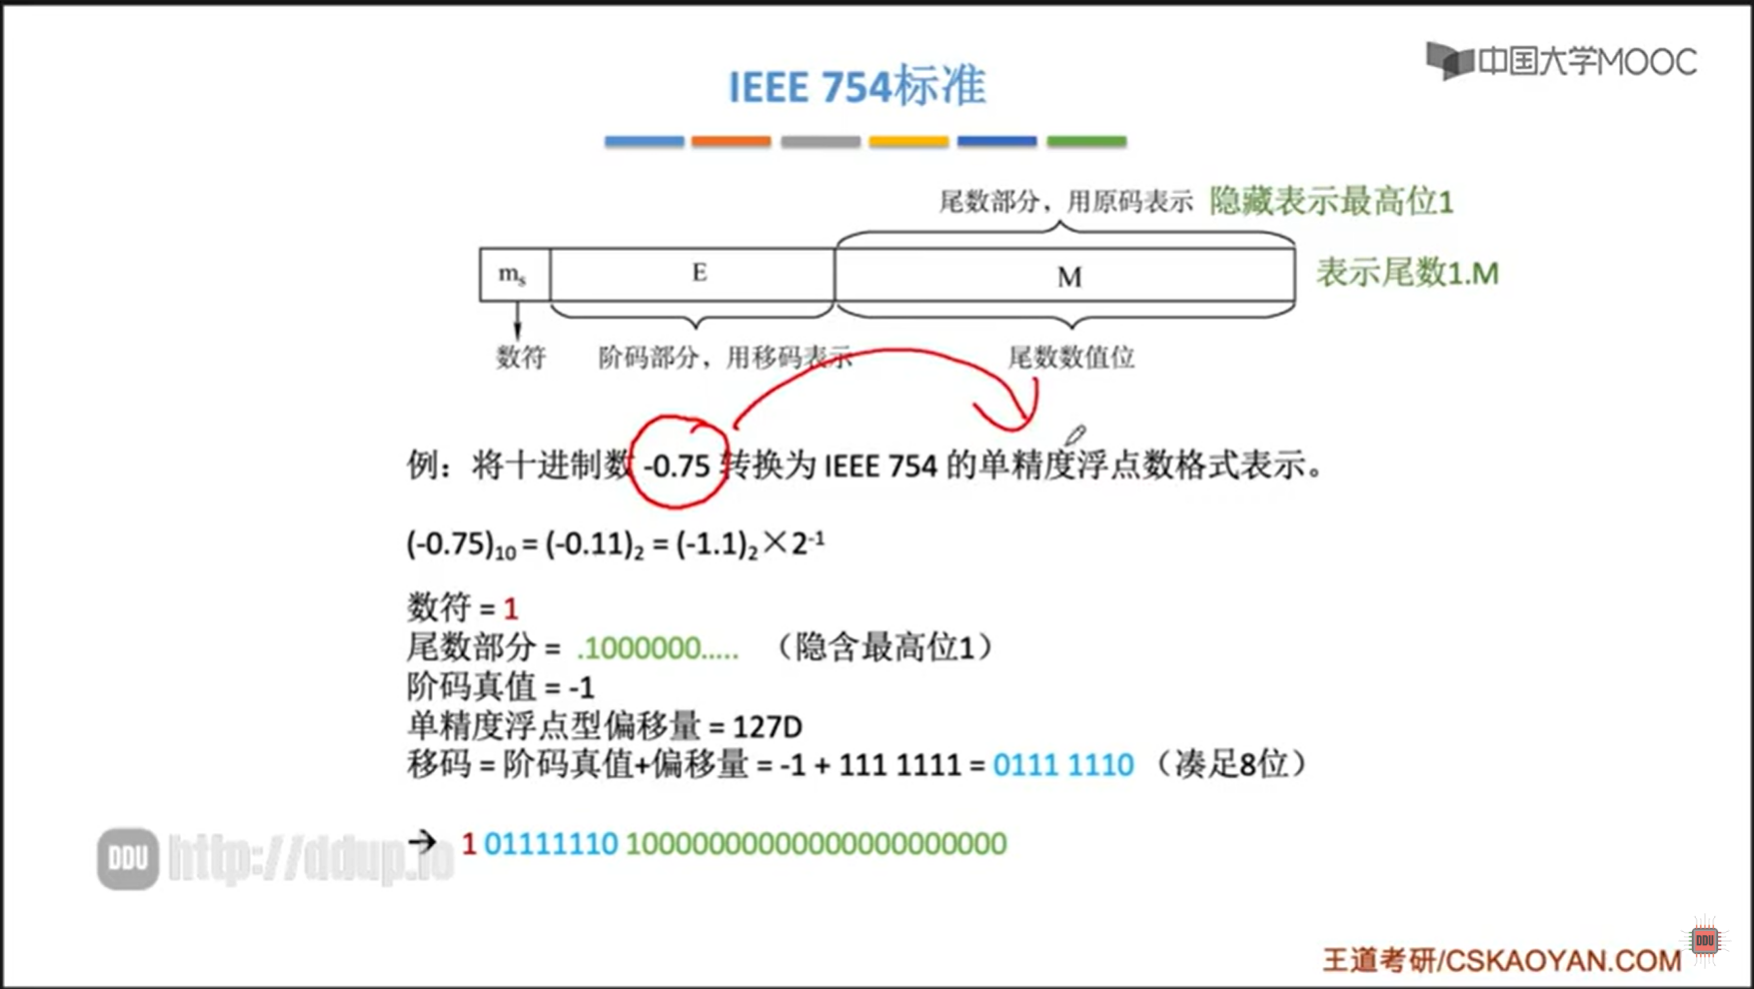 中国大学MOOC
IEEE 754标准
尾数部分，用原码表示 隐藏表示最高位1
mₛ E M 表示尾数1.M
数符 阶码部分，用移码表示 尾数数值位
例：将十进制数 -0.75 转换为 IEEE 754 的单精度浮点数格式表示。
(-0.75)₁₀ = (-0.11)₂ = (-1.1)₂×2⁻¹
数符 = 1
尾数部分 = .1000000..... （隐含最高位1）
阶码真值 = -1
单精度浮点型偏移量 = 127D
移码 = 阶码真值+偏移量 = -1 + 111 1111 = 0111 1110 （凑足8位）
→ 1 01111110 10000000000000000000000
DDU http://ddup.io
DDU
王道考研/CSKAOYAN.COM